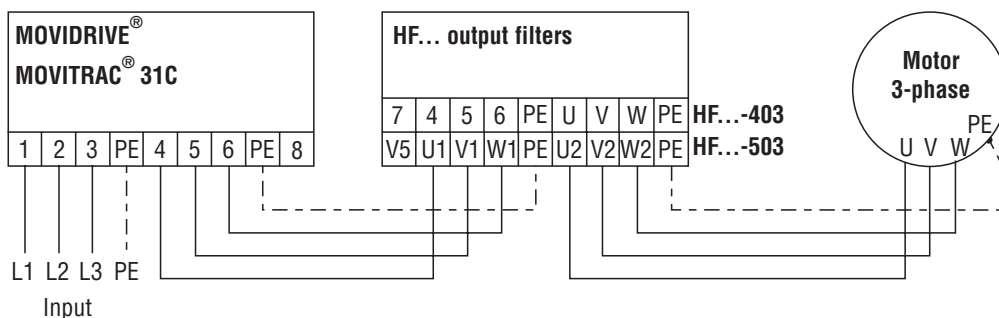 MOVIDRIVE®
MOVITRAC® 31C
1 2 3 PE 4 5 6 PE 8
L1 L2 L3 PE
Input
HF... output filters
7 4 5 6 PE U V W PE HF...-403
V5 U1 V1 W1 PE U2 V2 W2 PE HF...-503
Motor
3-phase
PE
U V W